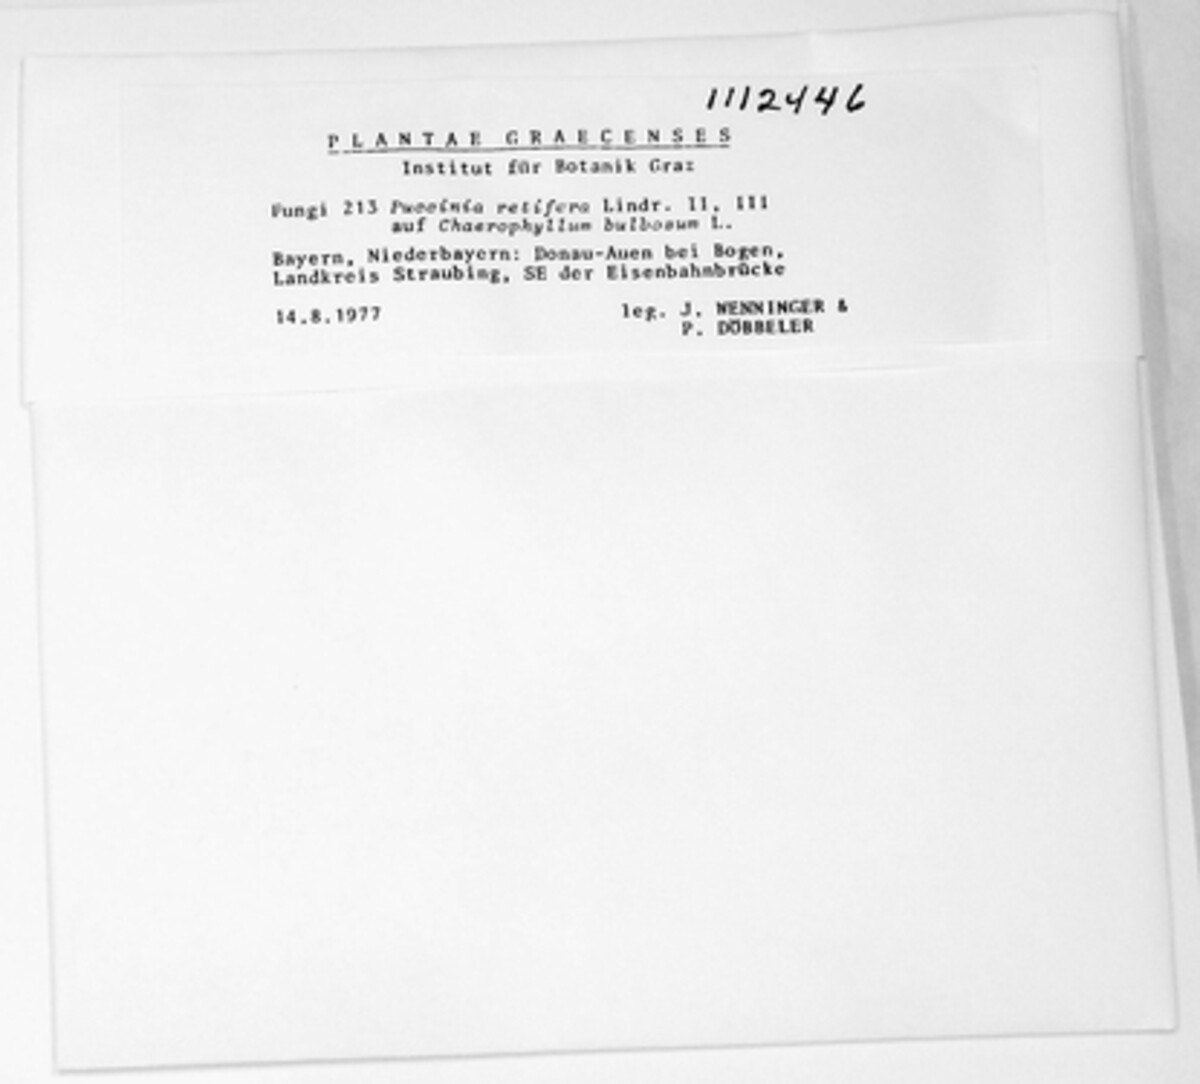 1112446
PLANTAE GRAECENSES
Institut für Botanik Graz
Fungi 213 Puccinia retifera Lindr. II, III
auf Chaerophyllum bulbosum L.
Bayern, Niederbayern: Donau-Auen bei Bogen,
Landkreis Straubing, SE der Eisenbahnbrücke
14.8.1977 leg. J. WENNINGER &
P. DÖBBELER